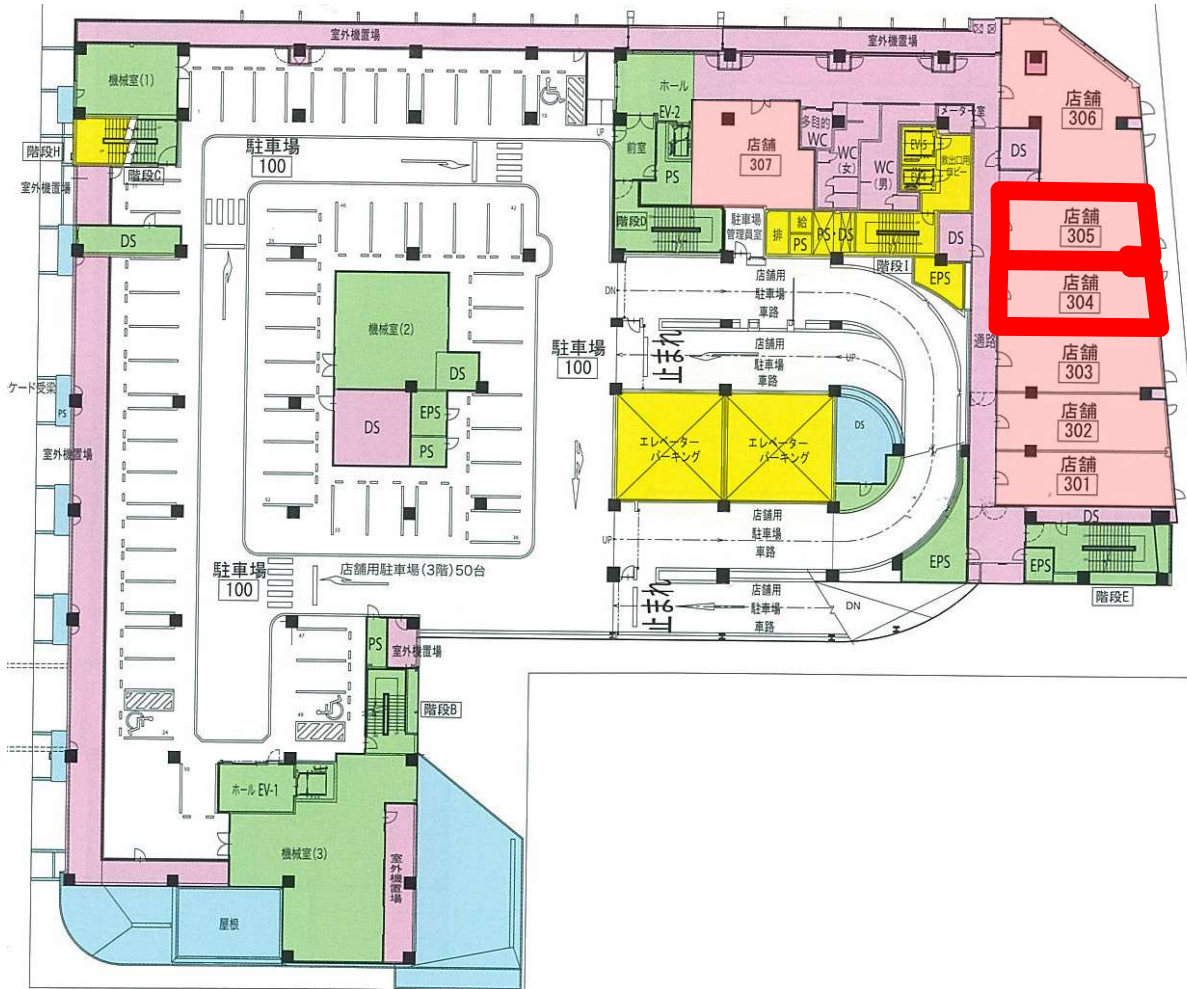 室外機置場
室外機置場
機械室(1)
ホール
EV-2
店舗
306
メーター室
多目的
WC
駐車場
100
店舗
307
WC
(女)
WC
(男)
EV-5
EV-4
DS
前室
PS
階段H
階段C
室外機置場
店舗
305
階段D
駐車場
管理員室
排
給
PS
PS・DS
DS
階段I
EPS
DS
店舗用
駐車場
車路
DN
店舗
304
機械室(2)
駐車場
100
止まれ
店舗用
駐車場
車路
UP
通路
店舗
303
DS
ケード受梁
PS
EPS
DS
PS
エレベーター
パーキング
エレベーター
パーキング
DS
店舗
302
室外機置場
店舗
301
店舗用
駐車場
車路
UP
DS
駐車場
100
店舗用駐車場(3階)50台
EPS
EPS
階段E
止まれ
店舗用
駐車場
車路
DN
PS
室外機置場
階段B
ホール EV-1
機械室(3)
室外機置場
屋根